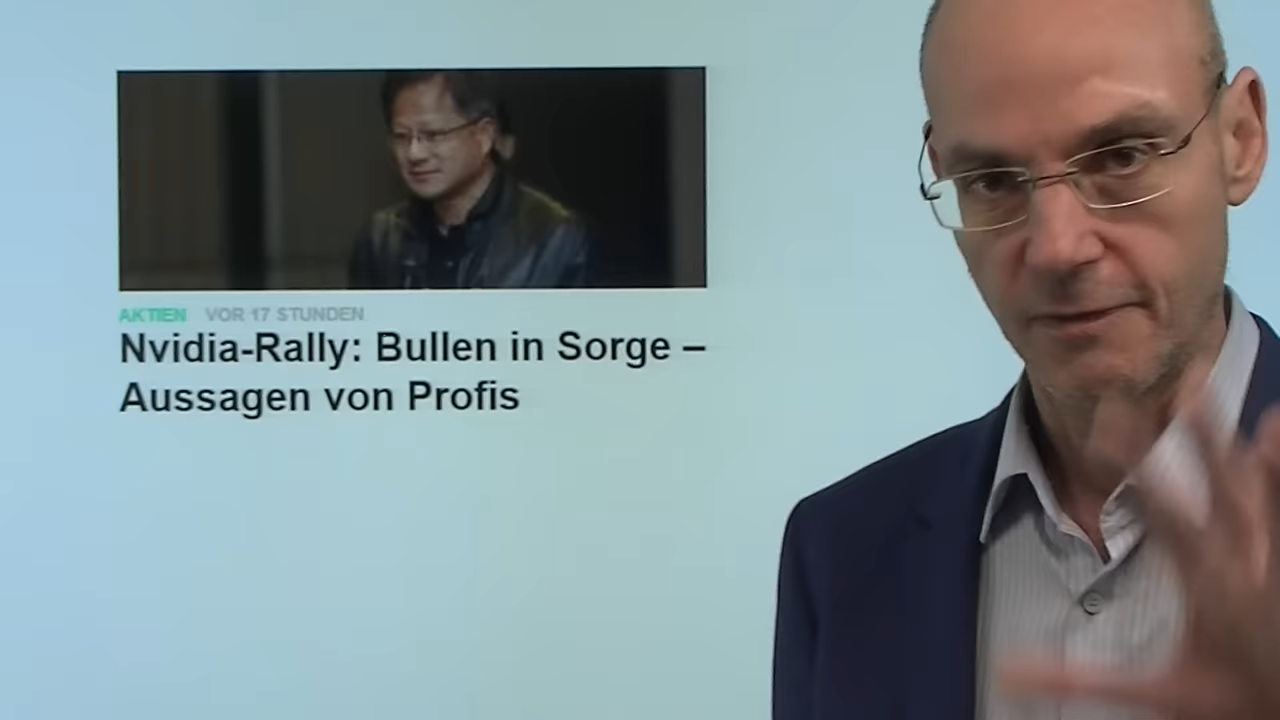 AKTIEN VOR 17 STUNDEN
Nvidia-Rally: Bullen in Sorge –
Aussagen von Profis